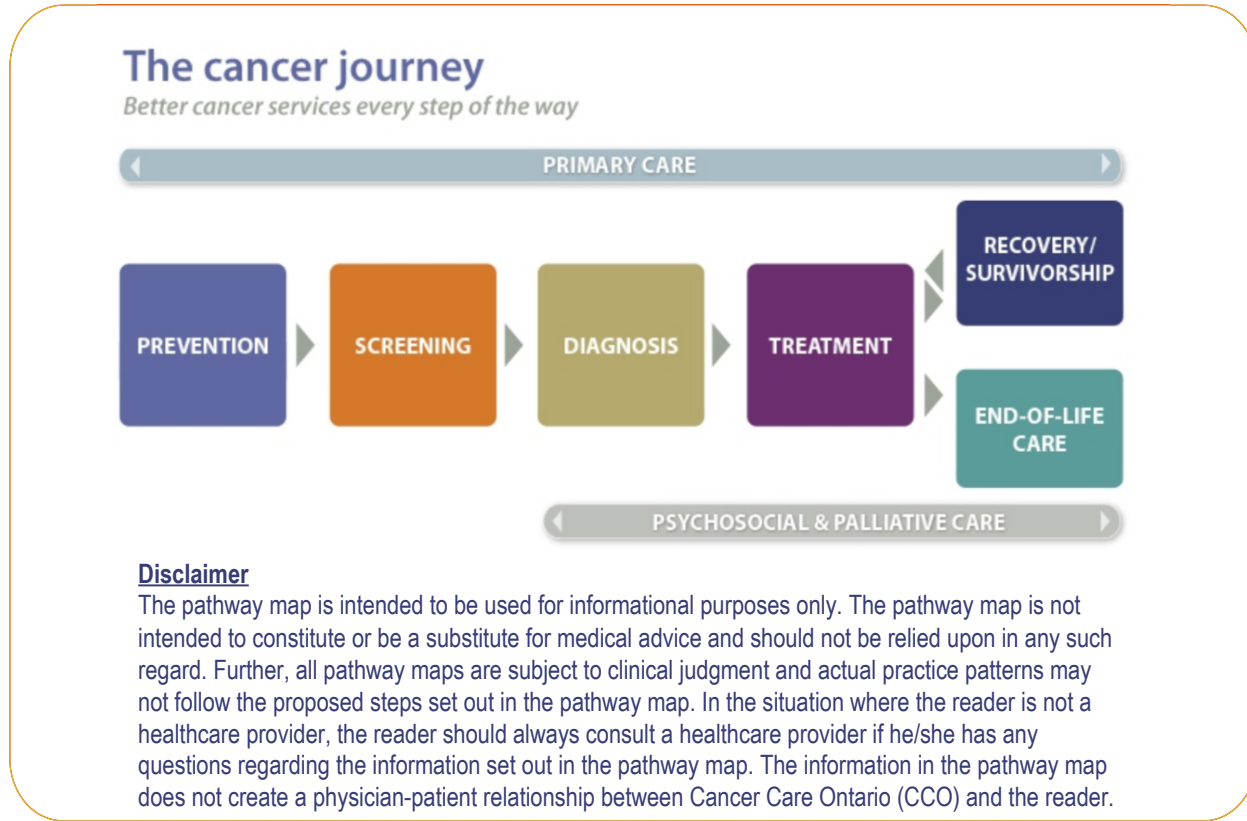 The cancer journey
Better cancer services every step of the way
PRIMARY CARE
PREVENTION
SCREENING
DIAGNOSIS
TREATMENT
RECOVERY/
SURVIVORSHIP
END-OF-LIFE
CARE
PSYCHOSOCIAL & PALLIATIVE CARE
Disclaimer
The pathway map is intended to be used for informational purposes only. The pathway map is not
intended to constitute or be a substitute for medical advice and should not be relied upon in any such
regard. Further, all pathway maps are subject to clinical judgment and actual practice patterns may
not follow the proposed steps set out in the pathway map. In the situation where the reader is not a
healthcare provider, the reader should always consult a healthcare provider if he/she has any
questions regarding the information set out in the pathway map. The information in the pathway map
does not create a physician-patient relationship between Cancer Care Ontario (CCO) and the reader.